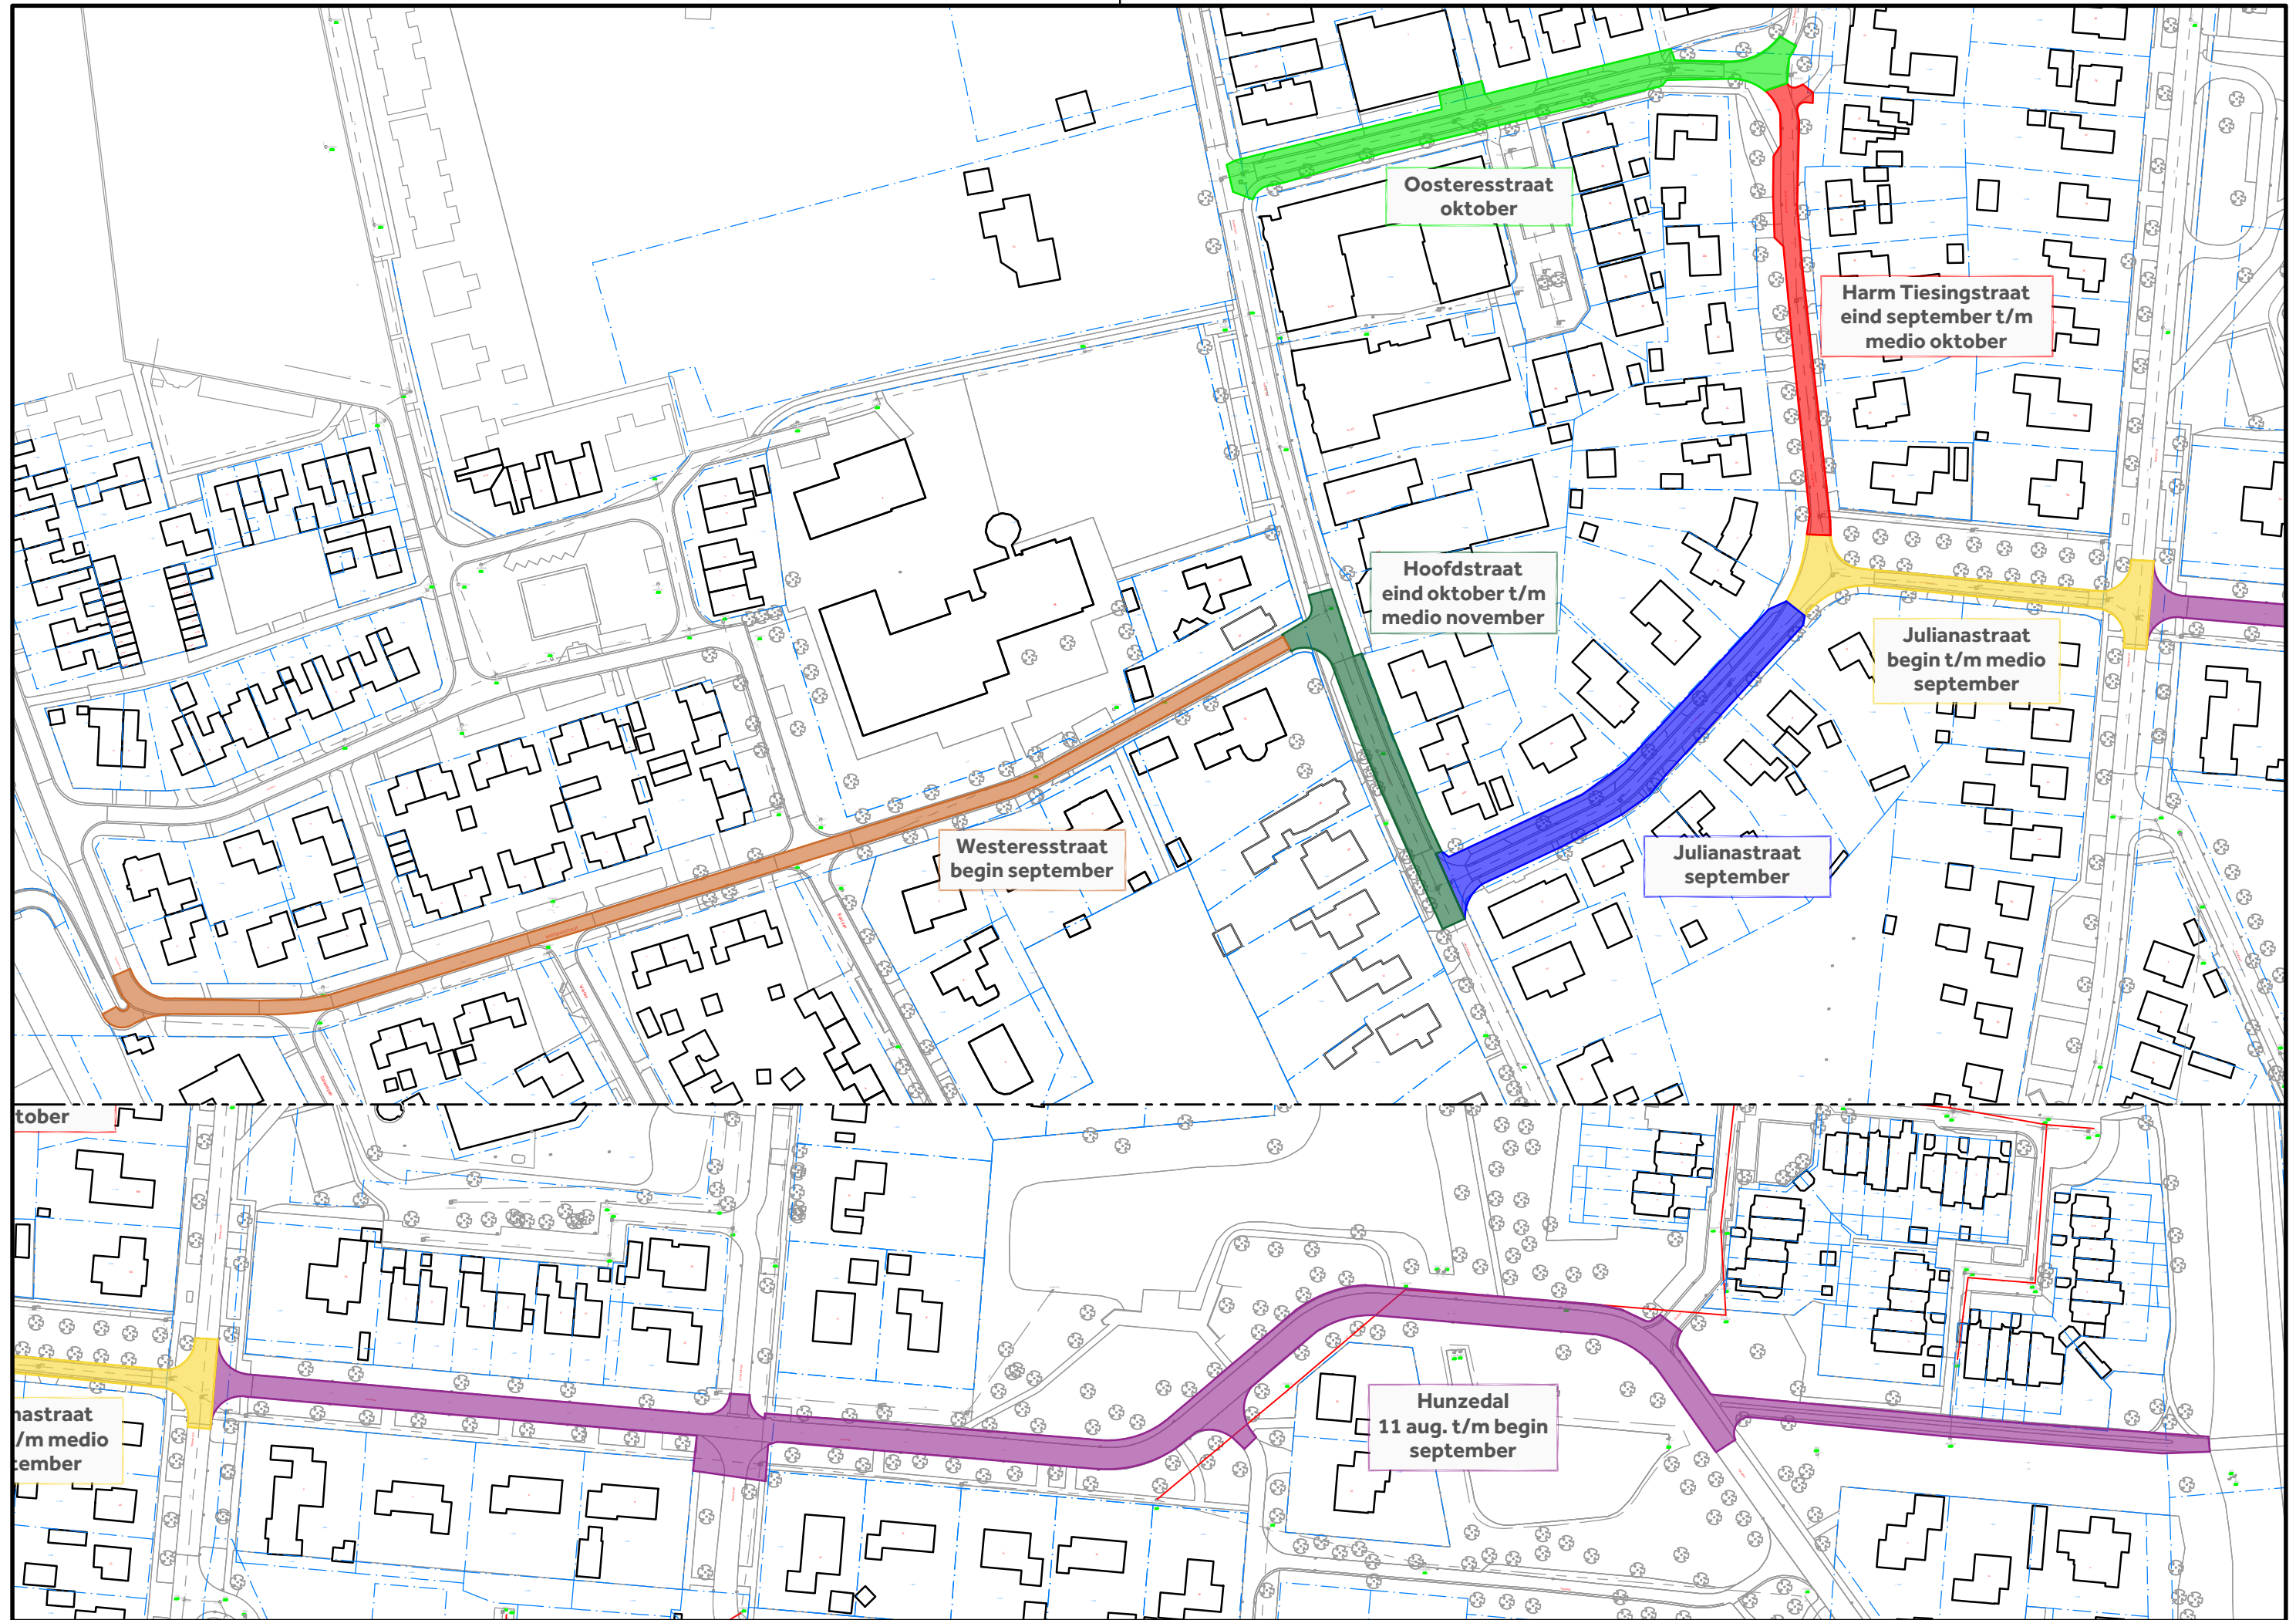 Oosteresstraat
oktober
Harm Tiesingstraat
eind september t/m
medio oktober
Hoofdstraat
eind oktober t/m
medio november
Julianastraat
begin t/m medio
september
Westeresstraat
begin september
Julianastraat
september
tober
nastraat
/m medio
tember
Hunzedal
11 aug. t/m begin
september